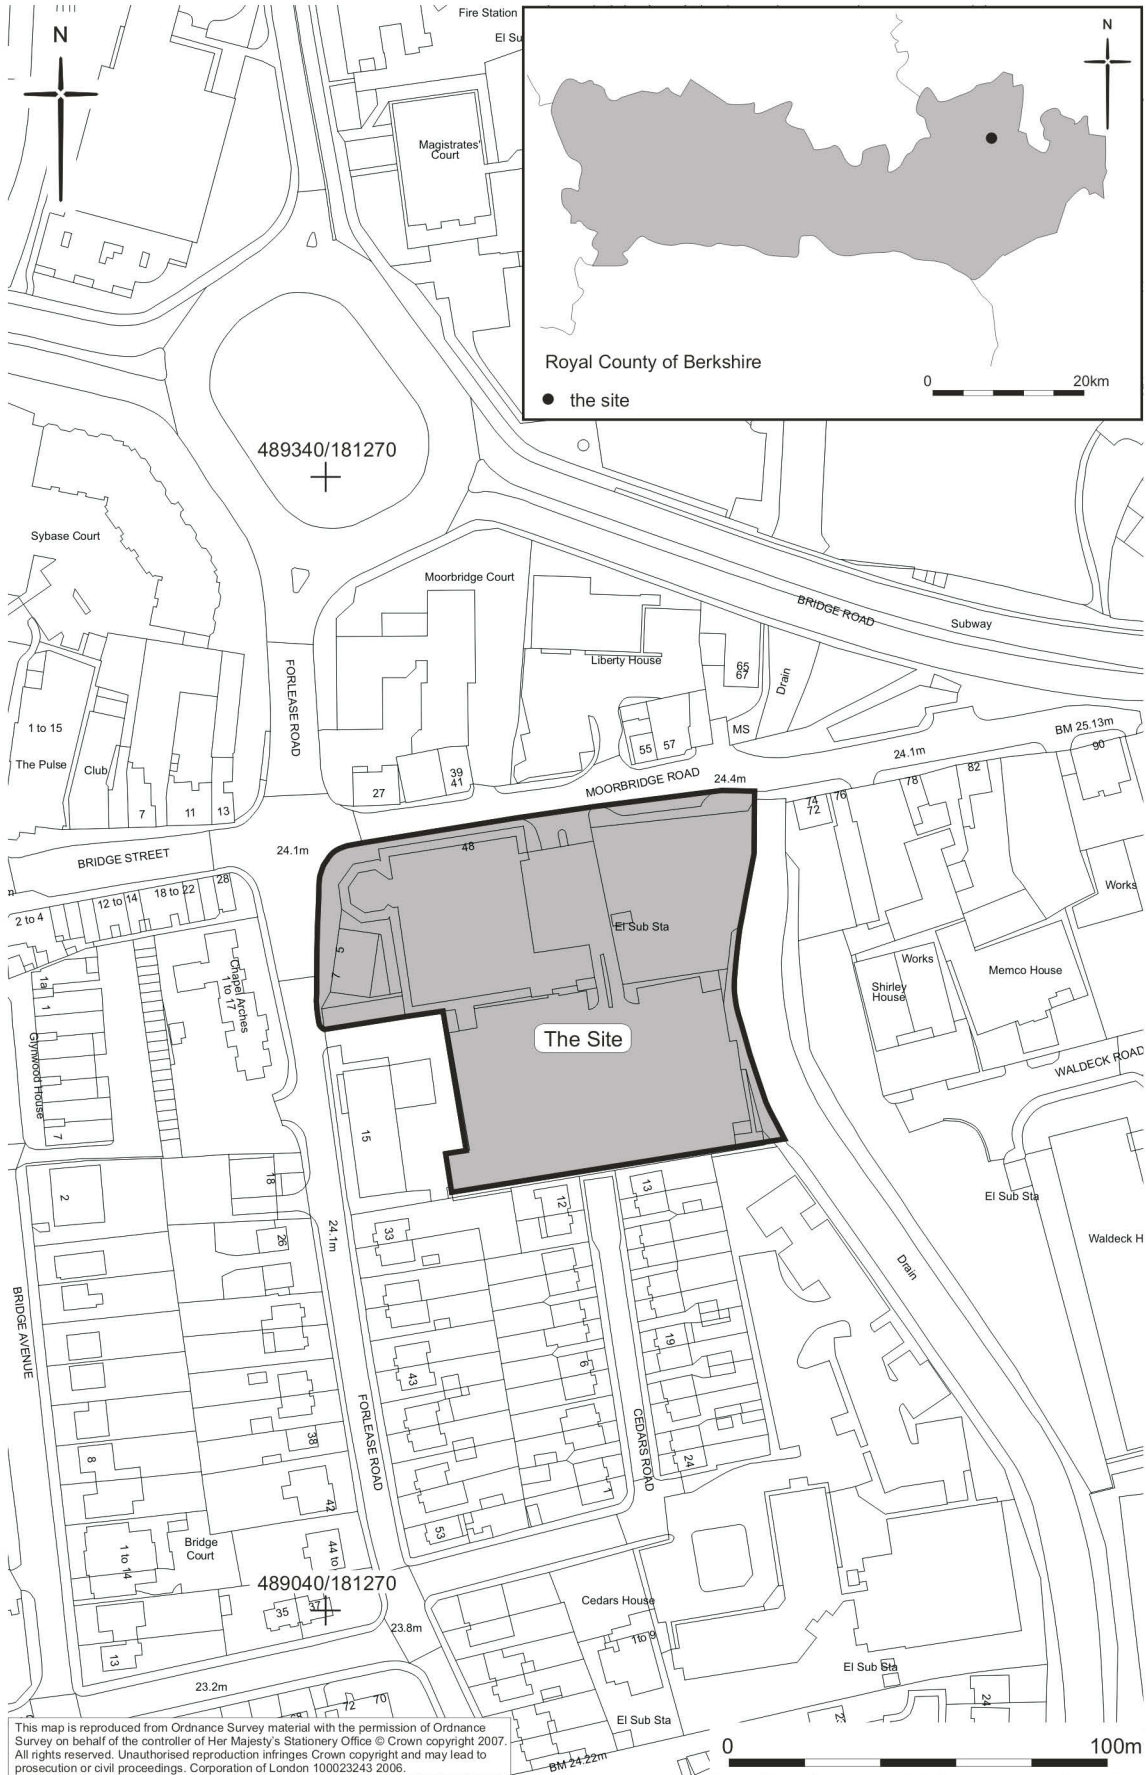 Fire Station
El Su
N
N
Magistrates'
Court
Royal County of Berkshire
0
20km
the site
489340/181270
Sybase Court
Moorbridge Court
BRIDGE ROAD
Subway
Liberty House
65
67
Drain
FORLEASE ROAD
1 to 15
The Pulse
Club
7
11
13
27
39
41
55
57
MS
MOORBRIDGE ROAD
24.4m
24.1m
BM 25.13m
90
82
78
76
74
72
BRIDGE STREET
24.1m
48
28
18 to 22
12 to 14
2 to 4
El Sub Sta
Works
Works
Shirley
House
Memco House
5
7
1a
1
Glynwood House
7
Chapel Arches
1 to 17
The Site
WALDECK ROAD
15
18
2
26
24.1m
33
12
13
El Sub Sta
Waldeck H
Drain
BRIDGE AVENUE
43
6
19
FORLEASE ROAD
CEDARS ROAD
38
8
24
1
42
53
1 to 14
Bridge
Court
44 to
489040/181270
35
37
23.8m
Cedars House
1to 9
13
23.2m
El Sub Sta
72
70
El Sub Sta
24
BM 24.22m
This map is reproduced from Ordnance Survey material with the permission of Ordnance
Survey on behalf of the controller of Her Majesty's Stationery Office © Crown copyright 2007.
All rights reserved. Unauthorised reproduction infringes Crown copyright and may lead to
prosecution or civil proceedings. Corporation of London 100023243 2006.
0
100m